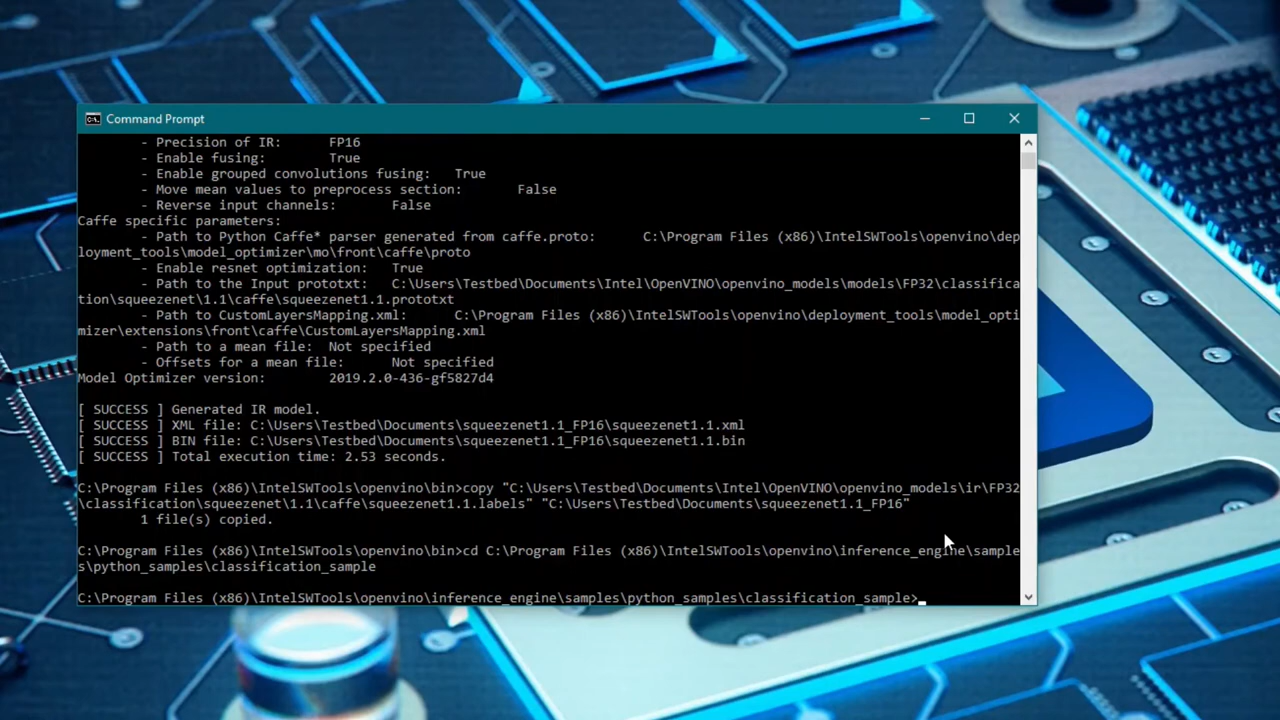 Command Prompt
- Precision of IR: FP16
- Enable fusing: True
- Enable grouped convolutions fusing: True
- Move mean values to preprocess section: False
- Reverse input channels: False
Caffe specific parameters:
- Path to Python Caffe* parser generated from caffe.proto: C:\Program Files (x86)\IntelSWTools\openvino\dep
loyment_tools\model_optimizer\mo\front\caffe\proto
- Enable resnet optimization: True
- Path to the Input prototxt: C:\Users\Testbed\Documents\Intel\OpenVINO\openvino_models\models\FP32\classifica
tion\squeezenet\1.1\caffe\squeezenet1.1.prototxt
- Path to CustomLayersMapping.xml: C:\Program Files (x86)\IntelSWTools\openvino\deployment_tools\model_opti
mizer\extensions\front\caffe\CustomLayersMapping.xml
- Path to a mean file: Not specified
- Offsets for a mean file: Not specified
Model Optimizer version: 2019.2.0-436-gf5827d4
[ SUCCESS ] Generated IR model.
[ SUCCESS ] XML file: C:\Users\Testbed\Documents\squeezenet1.1_FP16\squeezenet1.1.xml
[ SUCCESS ] BIN file: C:\Users\Testbed\Documents\squeezenet1.1_FP16\squeezenet1.1.bin
[ SUCCESS ] Total execution time: 2.53 seconds.
C:\Program Files (x86)\IntelSWTools\openvino\bin>copy "C:\Users\Testbed\Documents\Intel\OpenVINO\openvino_models\ir\FP32
\classification\squeezenet\1.1\caffe\squeezenet1.1.labels" "C:\Users\Testbed\Documents\squeezenet1.1_FP16"
1 file(s) copied.
C:\Program Files (x86)\IntelSWTools\openvino\bin>cd C:\Program Files (x86)\IntelSWTools\openvino\inference_engine\sample
s\python_samples\classification_sample
C:\Program Files (x86)\IntelSWTools\openvino\inference_engine\samples\python_samples\classification_sample>